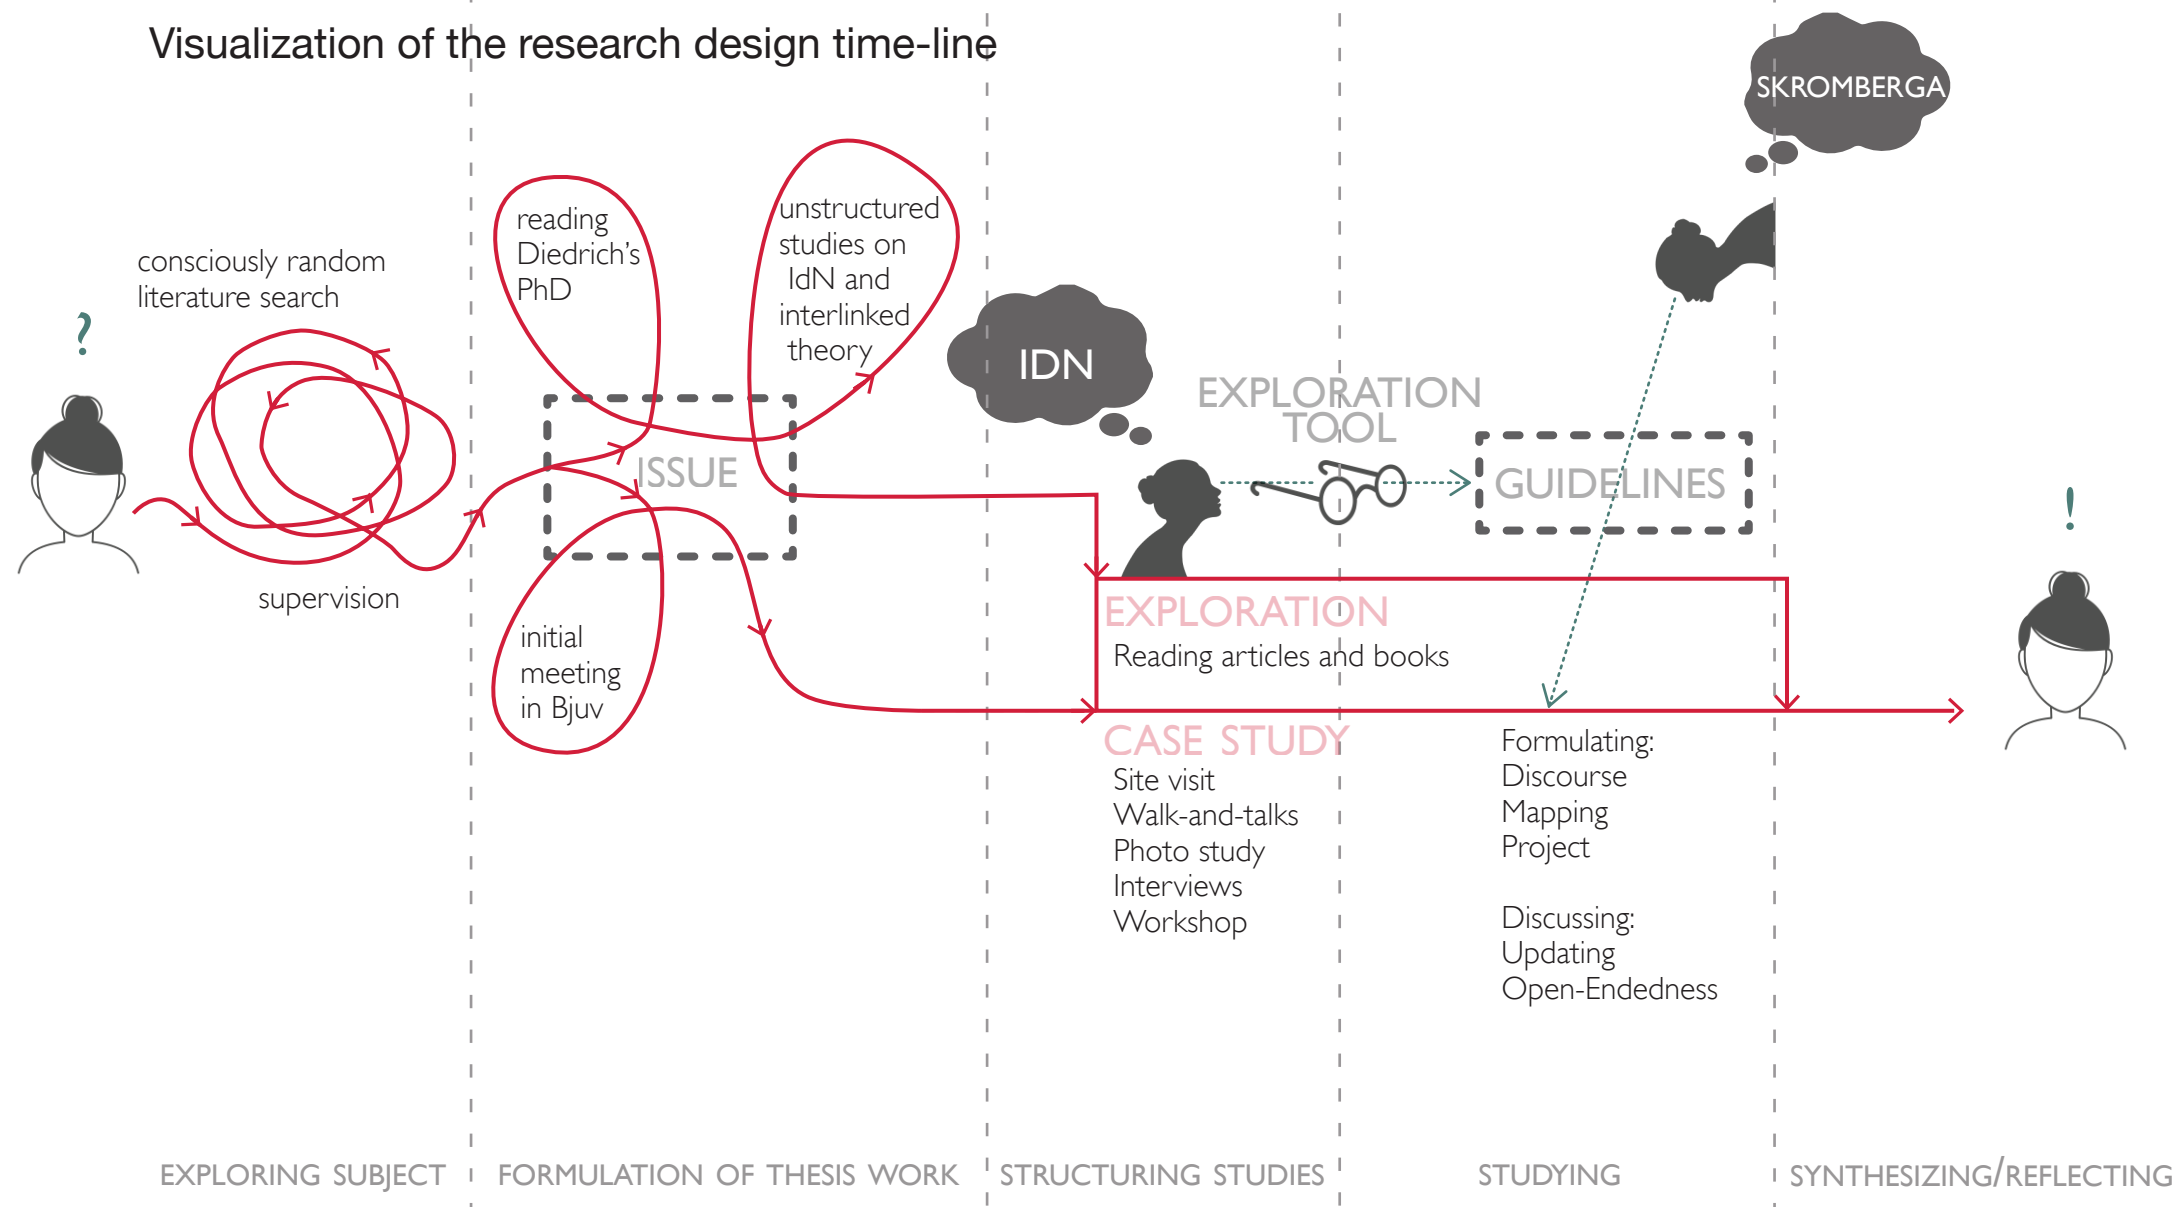 Visualization of the research design time-line
SKROMBERGA
consciously random
literature search
?
supervision
reading
Diedrich's
PhD
unstructured
studies on
IdN and
interlinked
theory
ISSUE
initial
meeting
in Bjuv
IDN
EXPLORATION
TOOL
GUIDELINES
!
EXPLORATION
Reading articles and books
CASE STUDY
Site visit
Walk-and-talks
Photo study
Interviews
Workshop
Formulating:
Discourse
Mapping
Project
Discussing:
Updating
Open-Endedness
EXPLORING SUBJECT
FORMULATION OF THESIS WORK
STRUCTURING STUDIES
STUDYING
SYNTHESIZING/REFLECTING